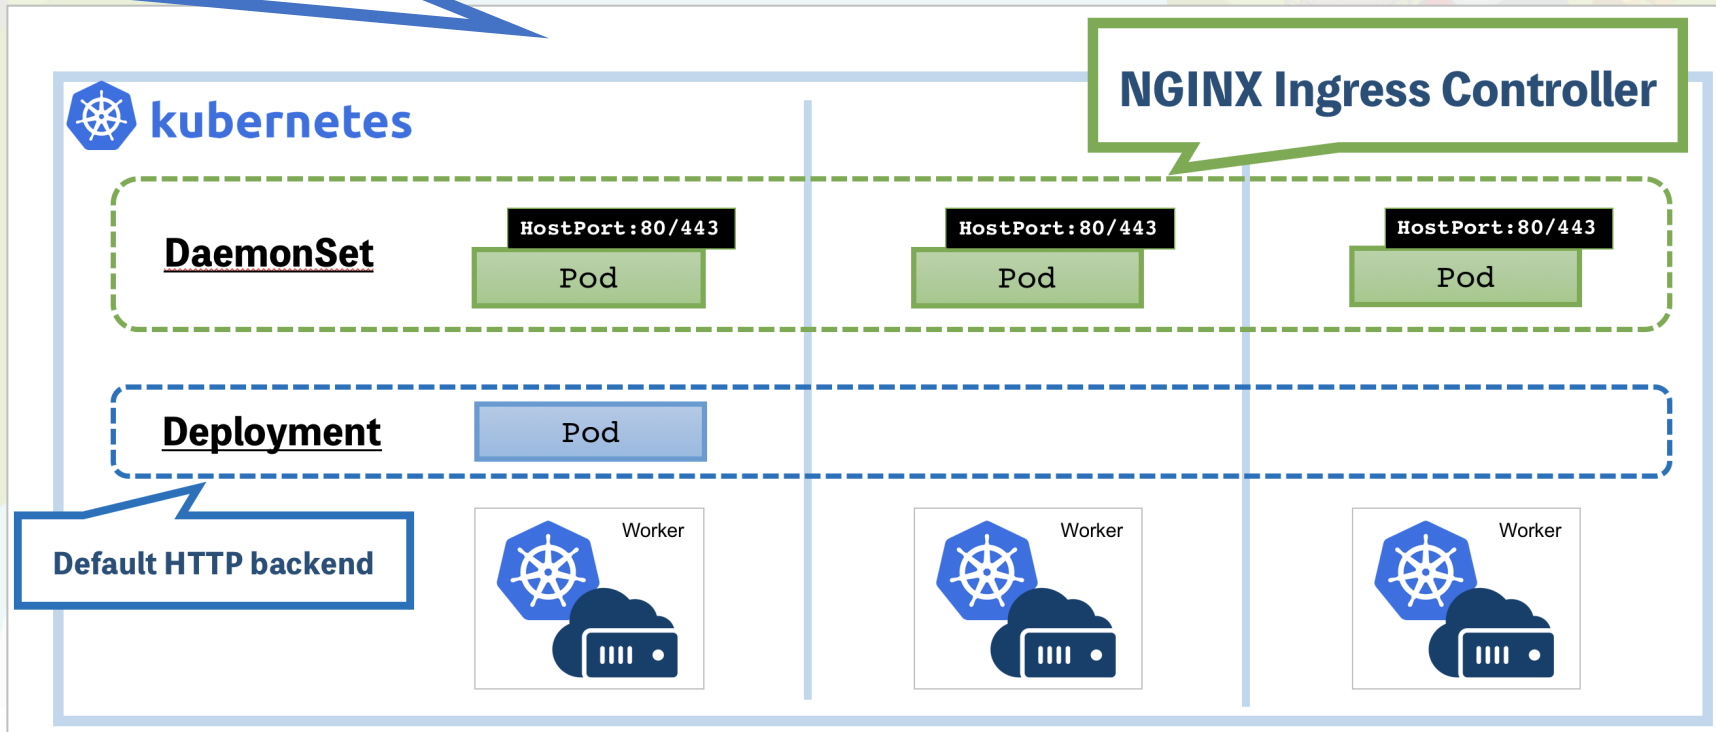 NGINX Ingress Controller
kubernetes
DaemonSet
HostPort:80/443
Pod
HostPort:80/443
Pod
HostPort:80/443
Pod
Deployment
Pod
Default HTTP backend
Worker
Worker
Worker